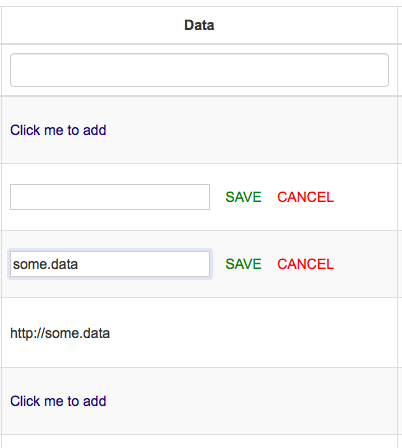 Data
Click me to add
SAVE CANCEL
some.data SAVE CANCEL
http://some.data
Click me to add